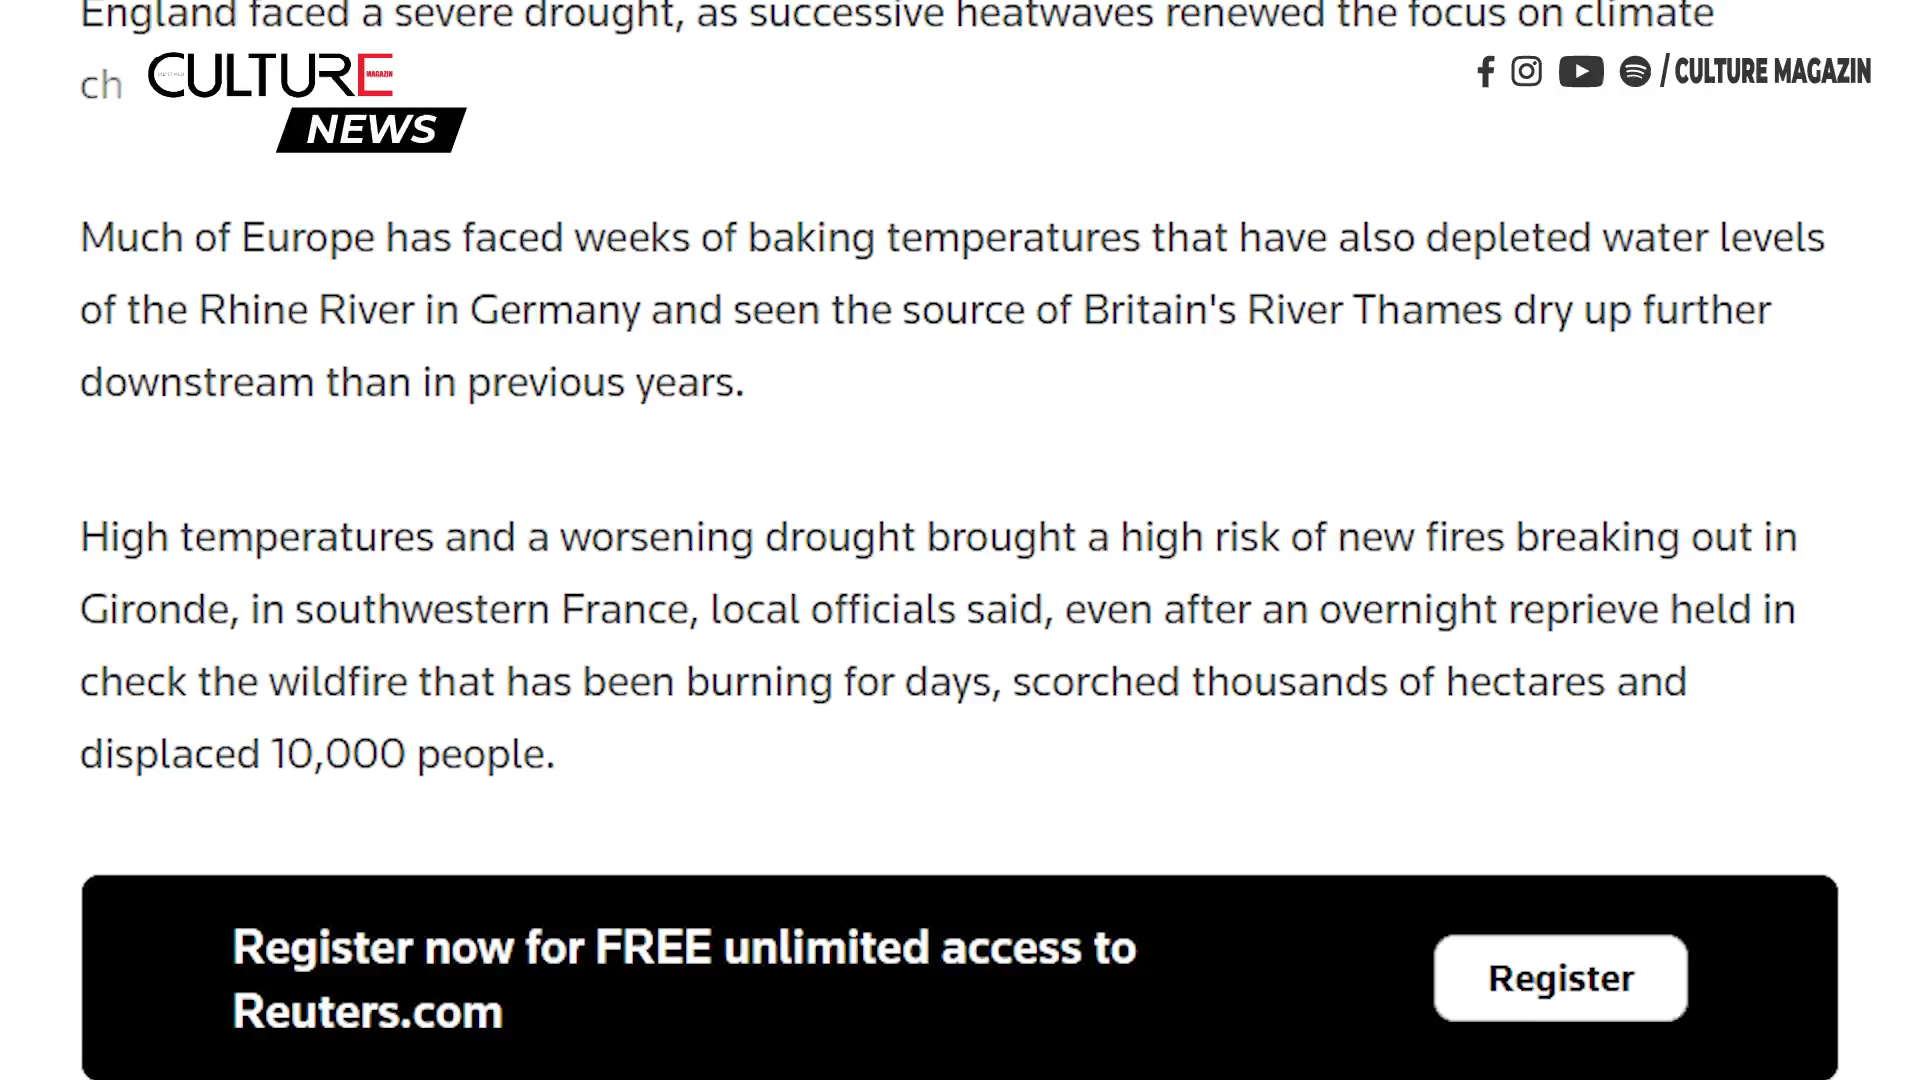 England faced a severe drought, as successive heatwaves renewed the focus on climate
ch
CULTURE
MAGAZIN
NEWS
/ CULTURE MAGAZIN
Much of Europe has faced weeks of baking temperatures that have also depleted water levels
of the Rhine River in Germany and seen the source of Britain's River Thames dry up further
downstream than in previous years.
High temperatures and a worsening drought brought a high risk of new fires breaking out in
Gironde, in southwestern France, local officials said, even after an overnight reprieve held in
check the wildfire that has been burning for days, scorched thousands of hectares and
displaced 10,000 people.
Register now for FREE unlimited access to
Reuters.com
Register